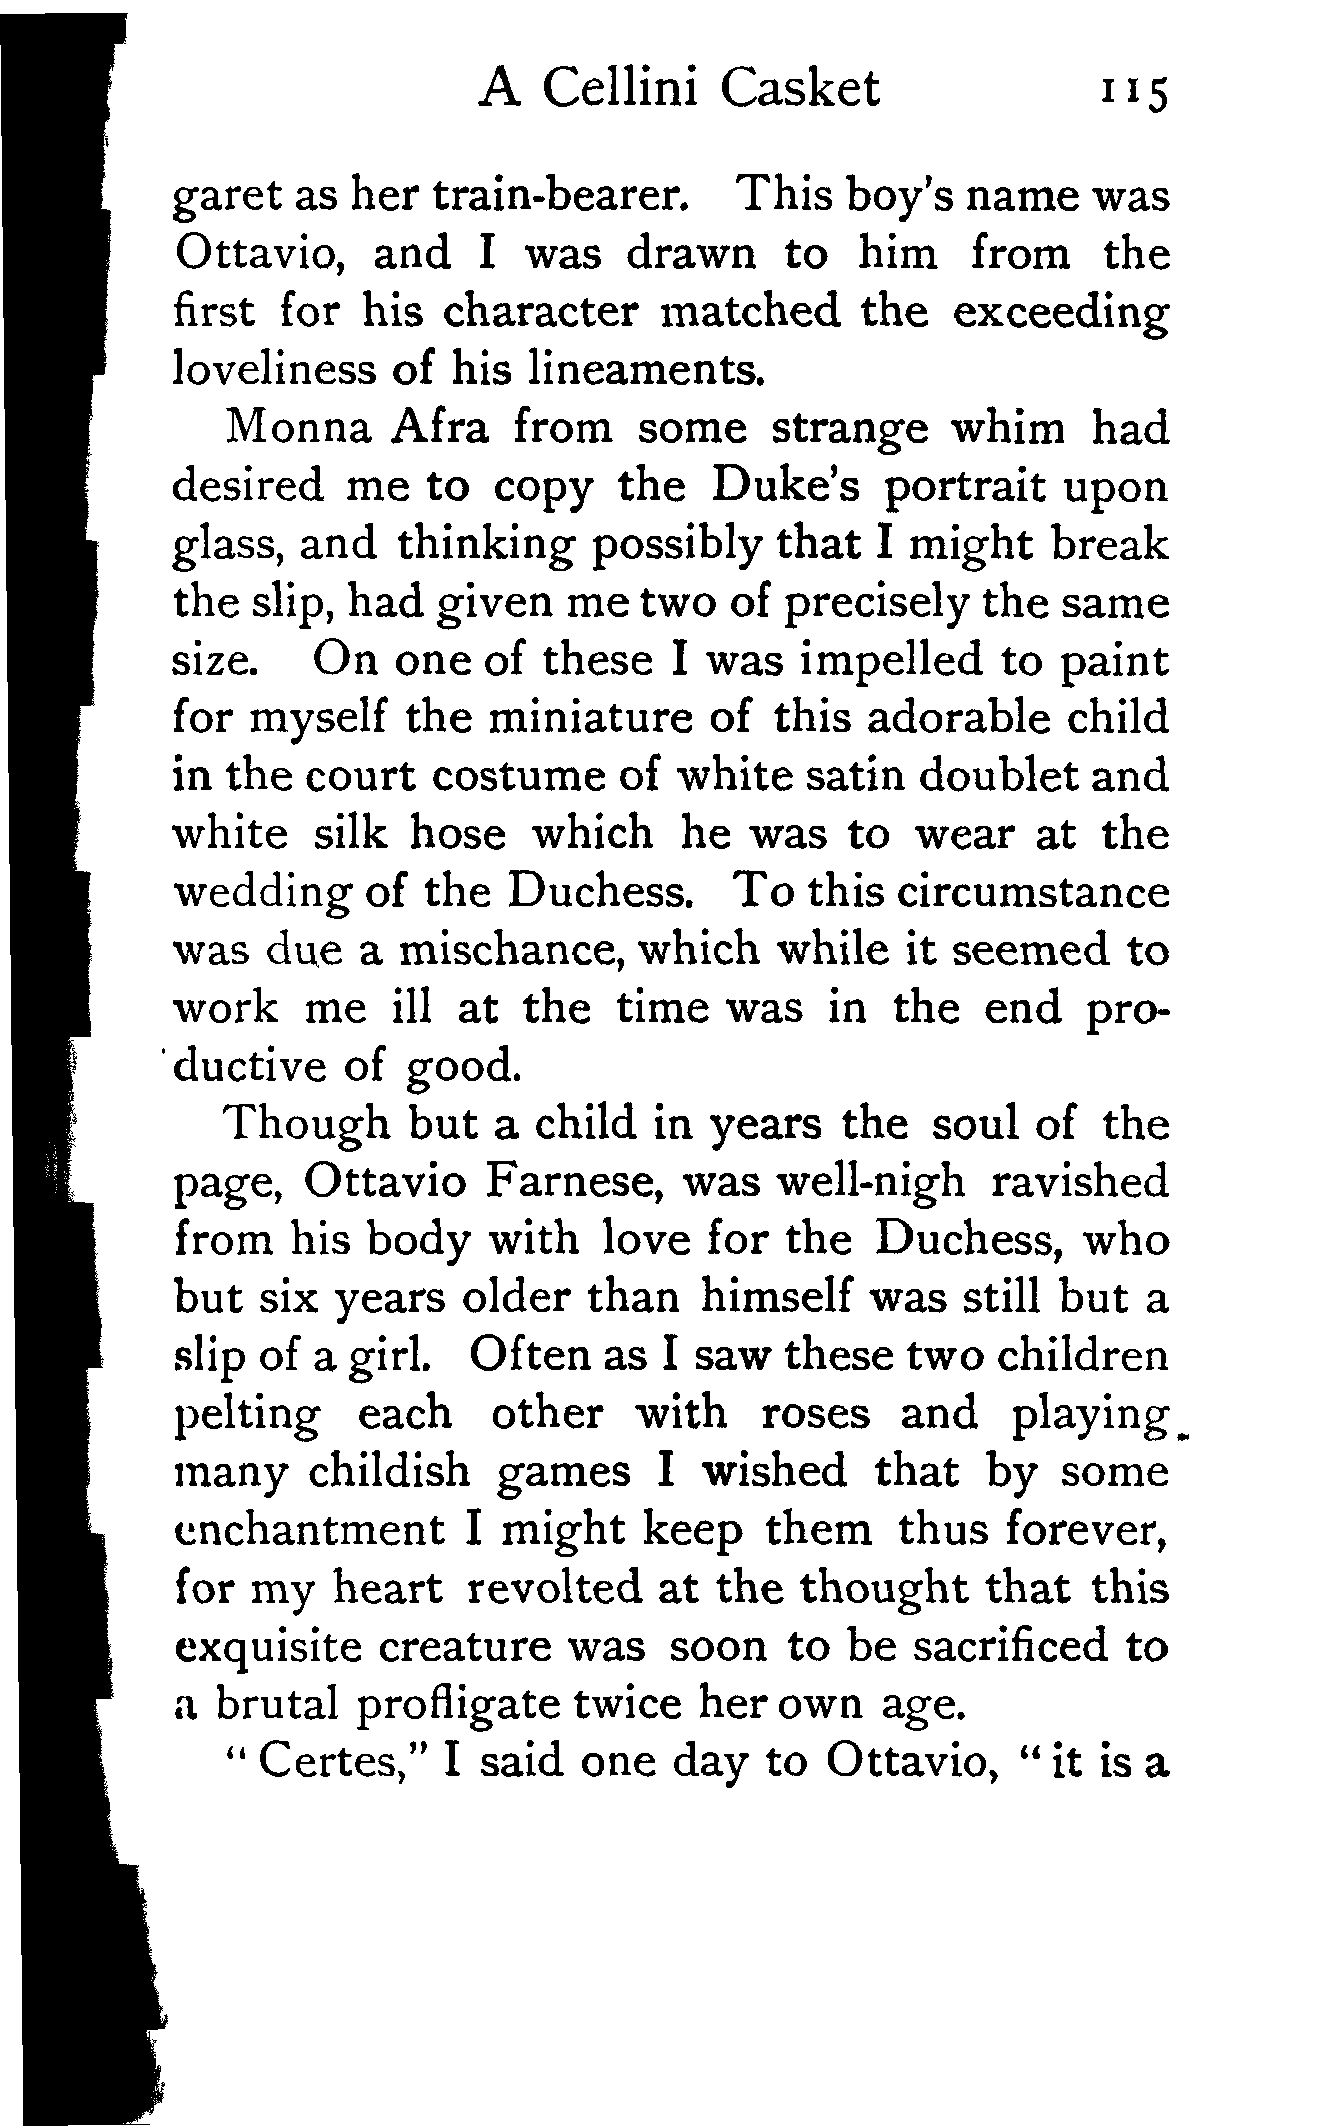 A Cellini Casket 115
garet as her train-bearer. This boy's name was
Ottavio, and I was drawn to him from the
first for his character matched the exceeding
loveliness of his lineaments.
Monna Afra from some strange whim had
desired me to copy the Duke's portrait upon
glass, and thinking possibly that I might break
the slip, had given me two of precisely the same
size. On one of these I was impelled to paint
for myself the miniature of this adorable child
in the court costume of white satin doublet and
white silk hose which he was to wear at the
wedding of the Duchess. To this circumstance
was due a mischance, which while it seemed to
work me ill at the time was in the end pro-
ductive of good.
Though but a child in years the soul of the
page, Ottavio Farnese, was well-nigh ravished
from his body with love for the Duchess, who
but six years older than himself was still but a
slip of a girl. Often as I saw these two children
pelting each other with roses and playing
many childish games I wished that by some
enchantment I might keep them thus forever,
for my heart revolted at the thought that this
exquisite creature was soon to be sacrificed to
a brutal profligate twice her own age.
"Certes," I said one day to Ottavio, "it is a